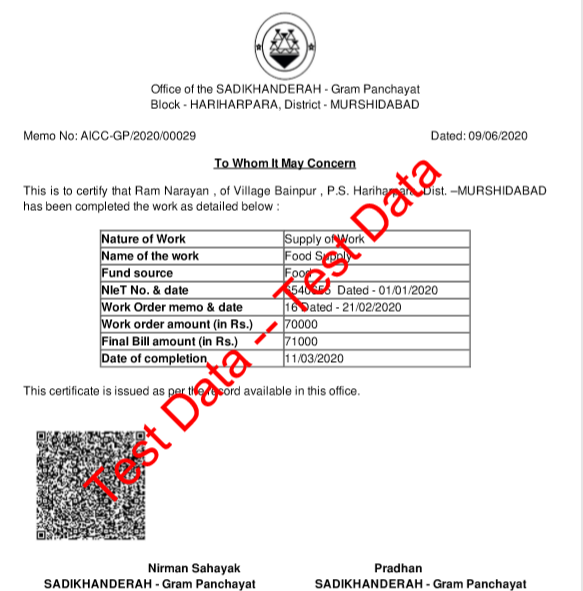 Office of the SADIKHANDERAH - Gram Panchayat
Block - HARIHARPARA, District - MURSHIDABAD
Memo No: AICC-GP/2020/00029 Dated: 09/06/2020
To Whom It May Concern
This is to certify that Ram Narayan , of Village Bainpur , P.S. Dist. –MURSHIDABAD
has been completed the work as detailed below :
Nature of Work Supply of Work
Name of the work Food Supply
Fund source Food
NIeT No. & date Dated - 01/01/2020
Work Order memo & date 16 Dated - 21/02/2020
Work order amount (in Rs.) 70000
Final Bill amount (in Rs.) 71000
Date of completion 11/03/2020
This certificate is issued as per the record available in this office.
Test Data -- Test Data
Nirman Sahayak Pradhan
SADIKHANDERAH - Gram Panchayat SADIKHANDERAH - Gram Panchayat